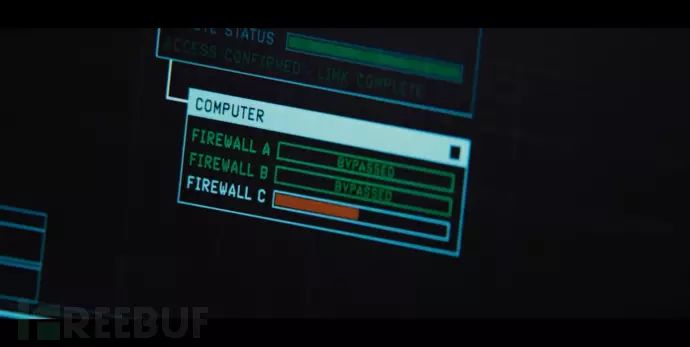 STATUS
ACCESS CONFIRMED - LINK COMPLETE
COMPUTER
FIREWALL A BYPASSED
FIREWALL B BYPASSED
FIREWALL C
REEBUF